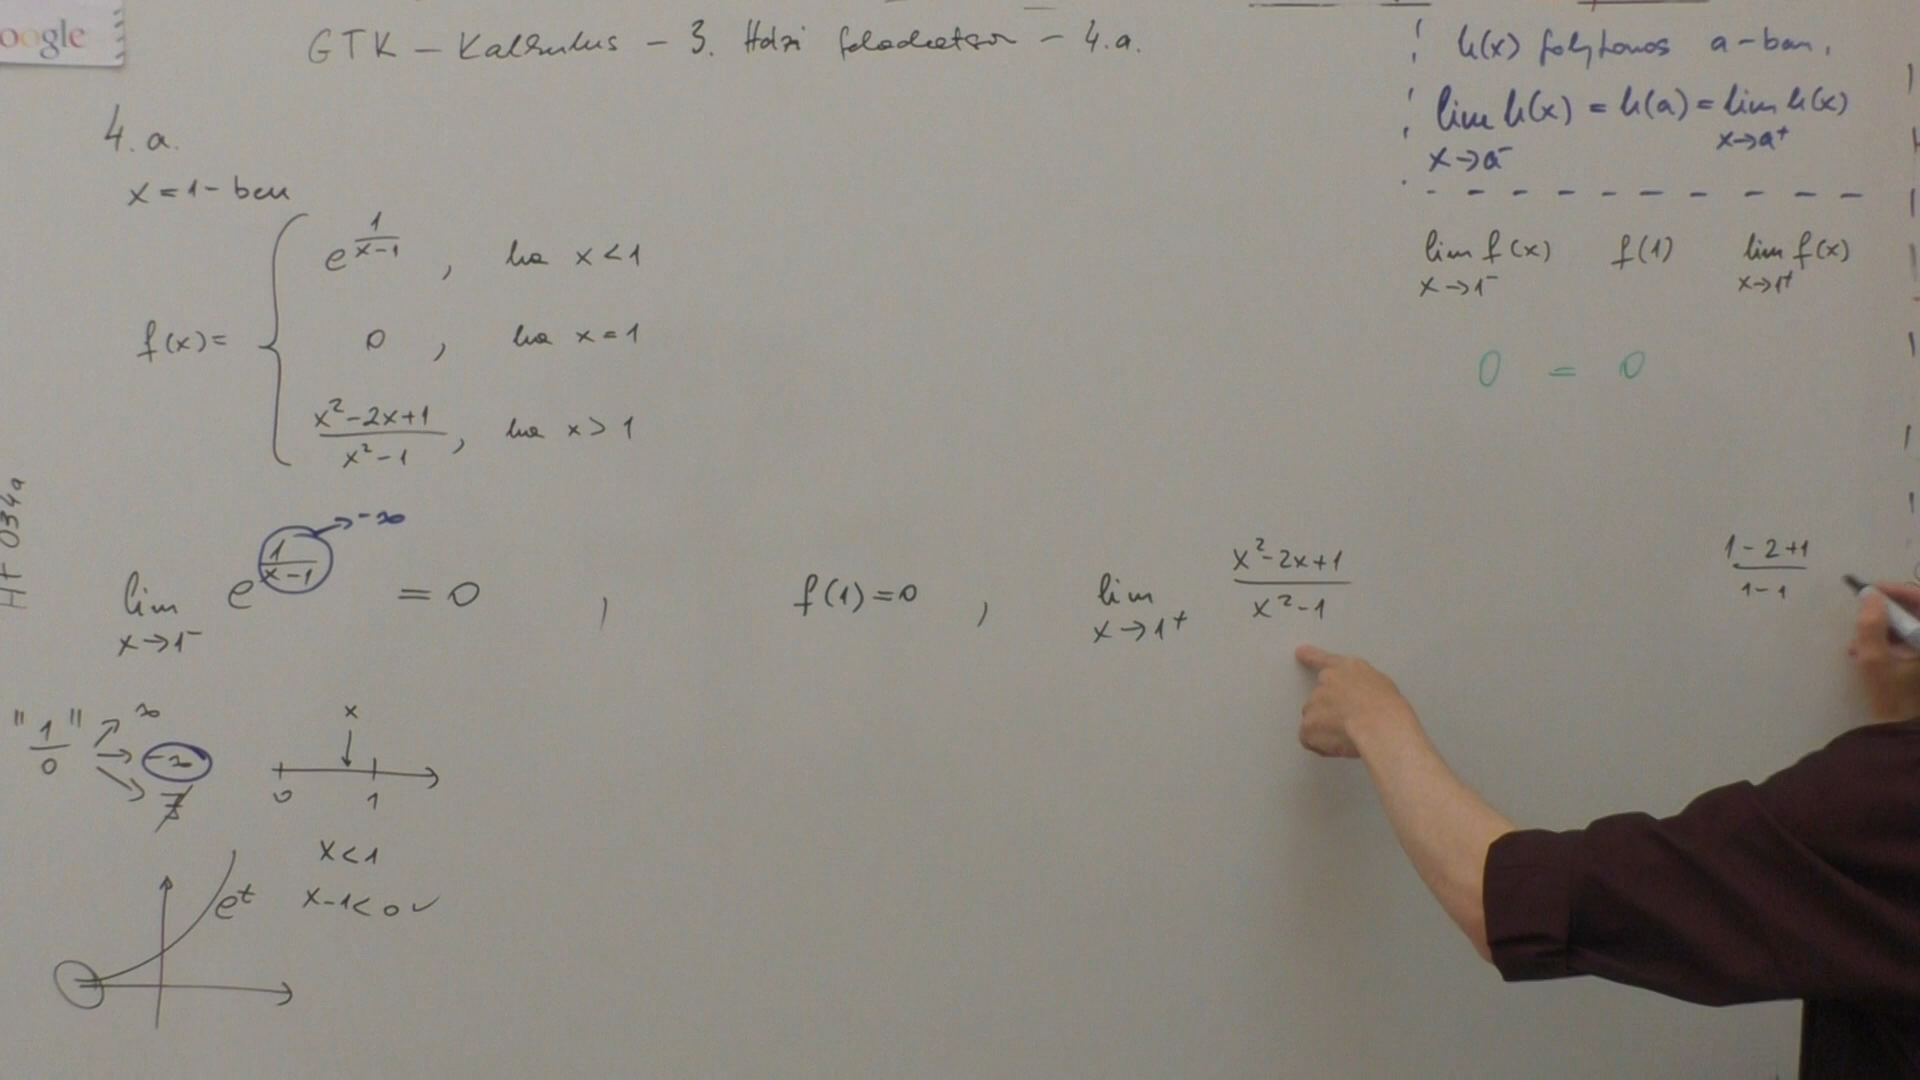 oogle
GTK – Kalkulus – 3. Házi feladatsor – 4.a.
4.a.
x = 1 - ben
f(x) = { e^(1/(x-1)) , ha x < 1
0 , ha x = 1
(x²-2x+1)/(x²-1) , ha x > 1
h(x) folytonos a-ban,
lim h(x) = h(a) = lim h(x)
x→a⁻ x→a⁺
lim f(x) f(1) lim f(x)
x→1⁻ x→1⁺
0 = 0
HF 034a
lim e^(1/(x-1)) → -∞ = 0 , f(1) = 0 , lim (x²-2x+1)/(x²-1)
x→1⁻ x→1⁺
(1-2+1)/(1-1)
"1/0" ∞
-∞
∄
x
0 1
x < 1
x-1 < 0 ✓
e^t